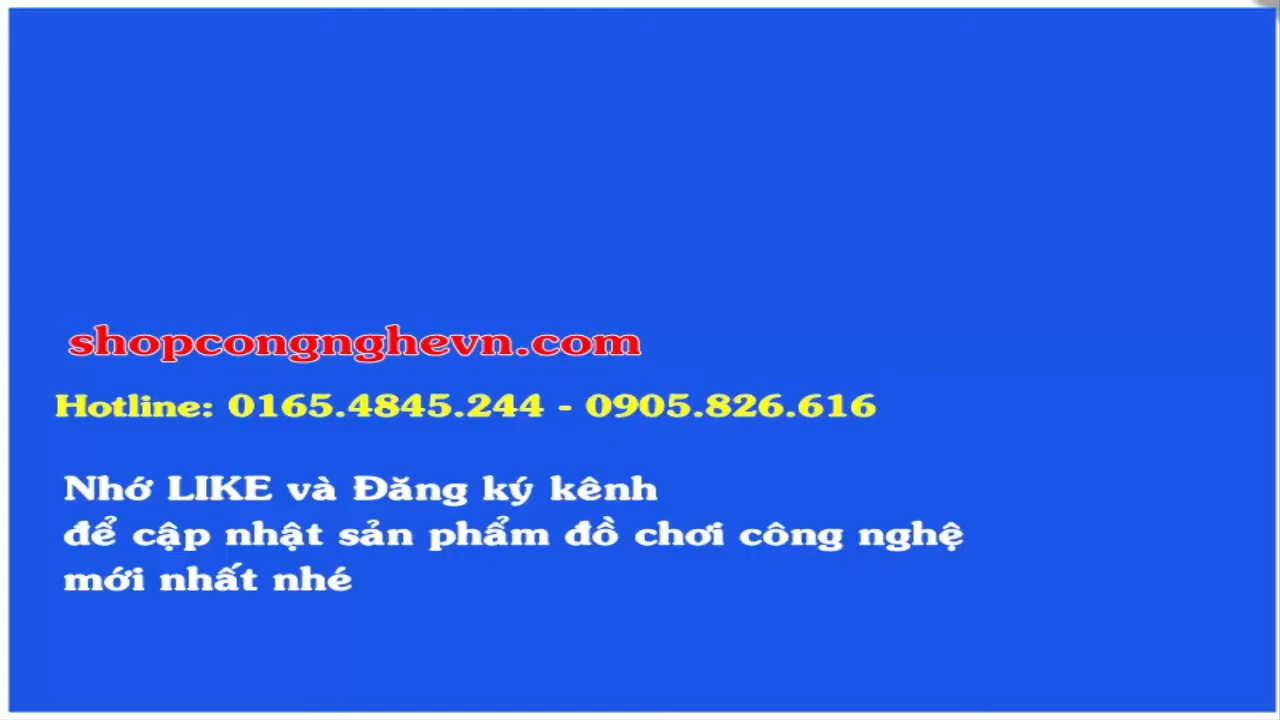 shopcongnghevn.com
Hotline: 0165.4845.244 - 0905.826.616
Nhớ LIKE và Đăng ký kênh
để cập nhật sản phẩm đồ chơi công nghệ
mới nhất nhé